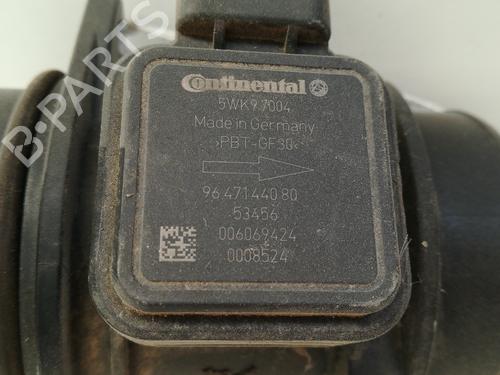 Continental
5WK9 7004
Made in Germany
>PBT-GF30<
96 471 440 80
53456
006069424
0008524
B-PARTS